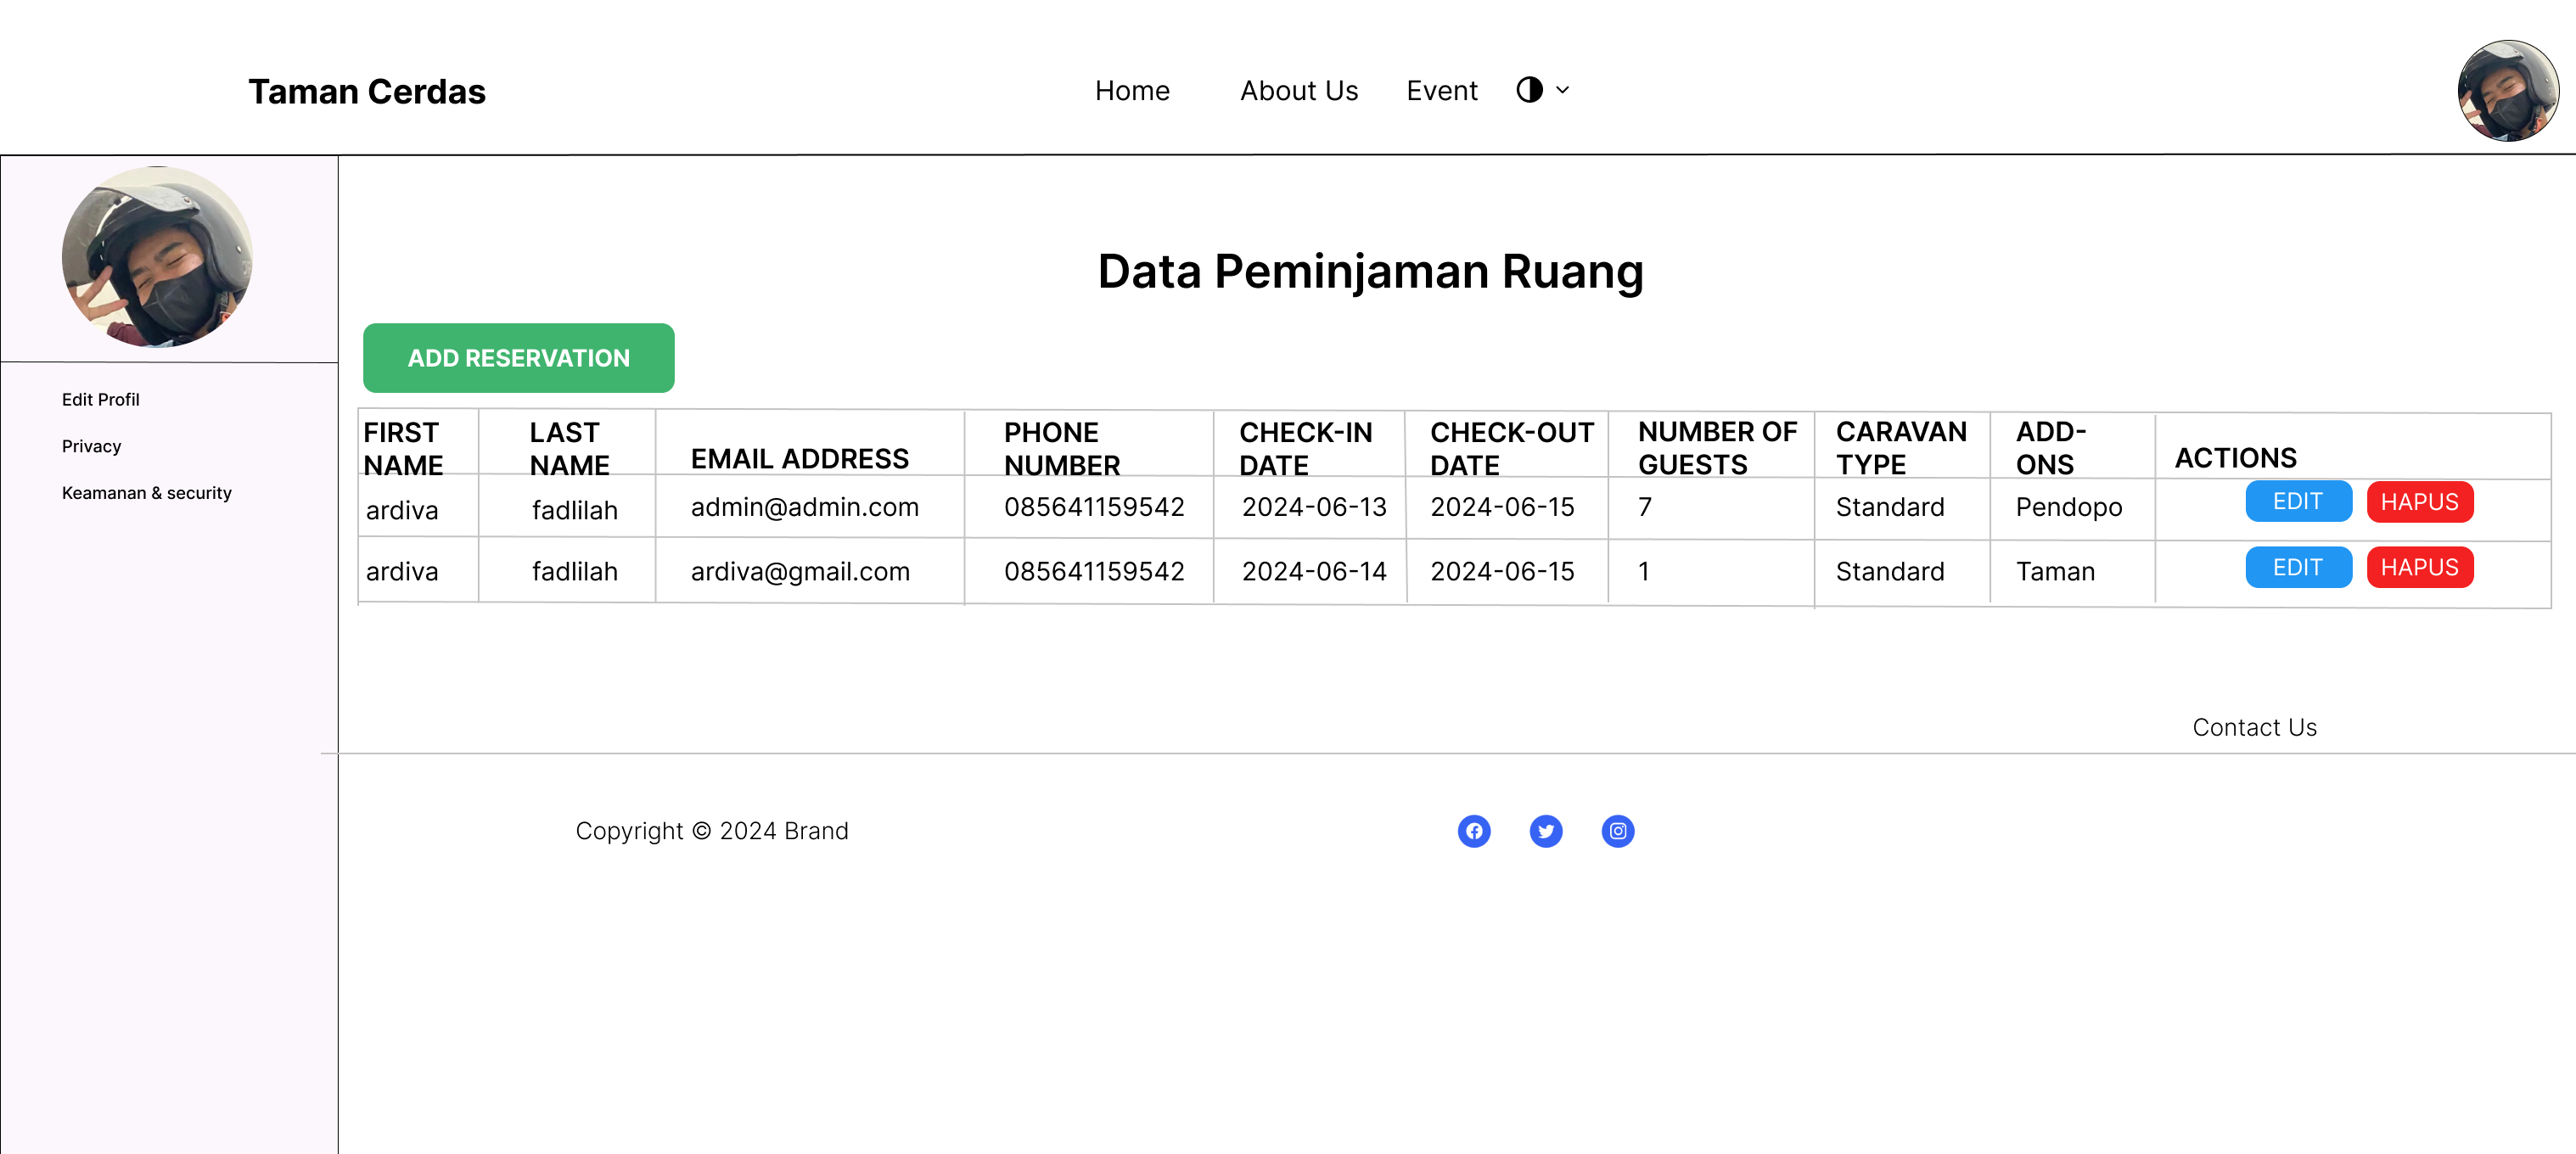 Taman Cerdas
Home
About Us
Event
Edit Profil
Privacy
Keamanan & security
Data Peminjaman Ruang
ADD RESERVATION
FIRST NAME
LAST NAME
EMAIL ADDRESS
PHONE NUMBER
CHECK-IN DATE
CHECK-OUT DATE
NUMBER OF GUESTS
CARAVAN TYPE
ADD-ONS
ACTIONS
ardiva fadlilah admin@admin.com 085641159542 2024-06-13 2024-06-15 7 Standard Pendopo EDIT HAPUS
ardiva fadlilah ardiva@gmail.com 085641159542 2024-06-14 2024-06-15 1 Standard Taman EDIT HAPUS
Contact Us
Copyright © 2024 Brand